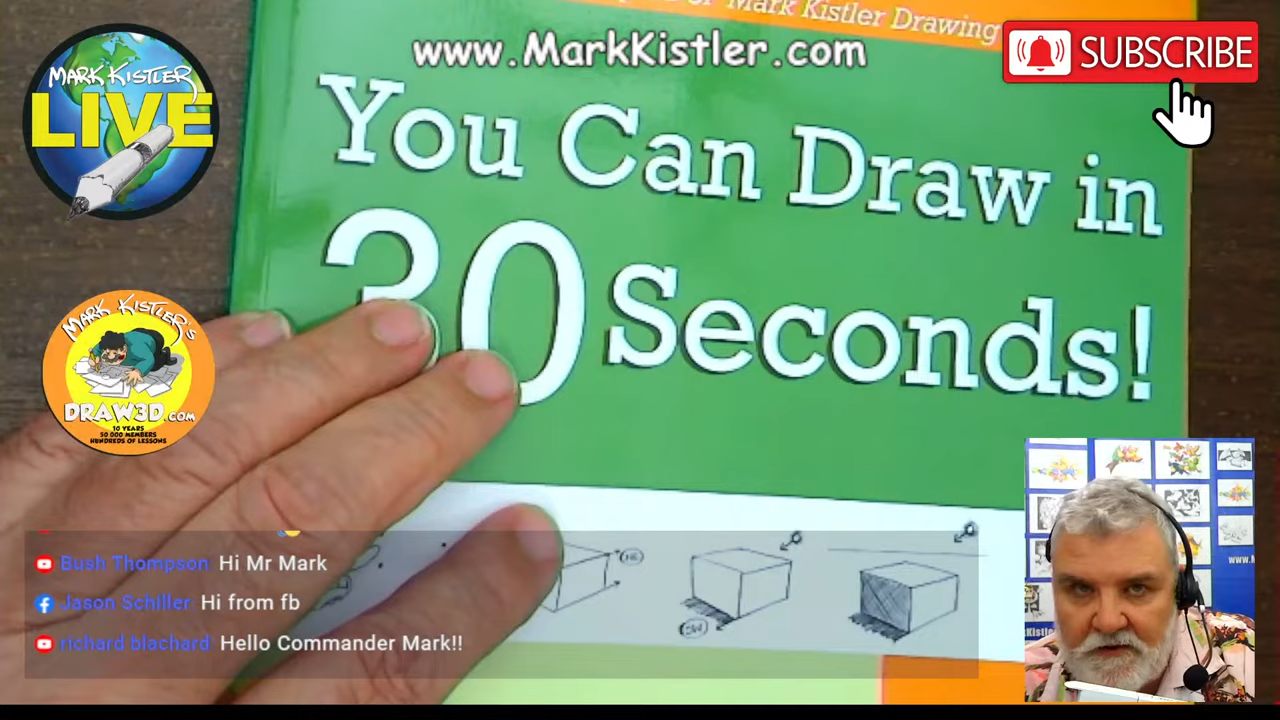 Mark Kistler Drawing
www.MarkKistler.com
SUBSCRIBE
MARK KISTLER
LIVE
You Can Draw in
30 Seconds!
MARK KISTLER'S
DRAW3D.COM
10 YEARS
50 000 MEMBERS
HUNDREDS OF LESSONS
Bush Thompson Hi Mr Mark
Jason Schiller Hi from fb
richard blachard Hello Commander Mark!!